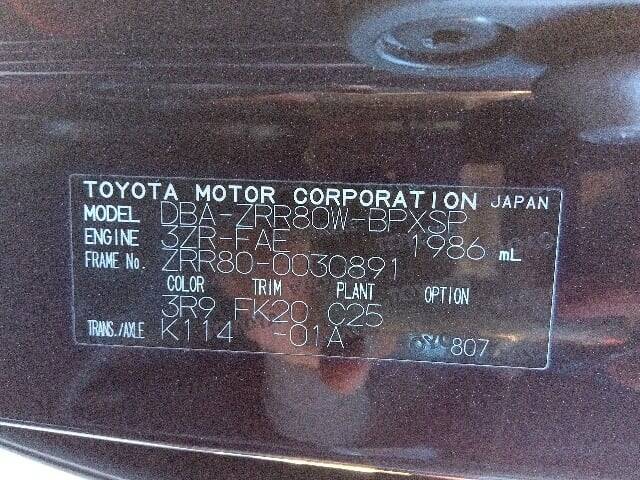 TOYOTA MOTOR CORPORATION JAPAN
MODEL DBA-ZRR80W-BPXSP
ENGINE 3ZR-FAE 1986 mL
FRAME No. ZRR80-0030891
COLOR TRIM PLANT OPTION
3R9 FK20 C25
TRANS./AXLE K114 -01A
807